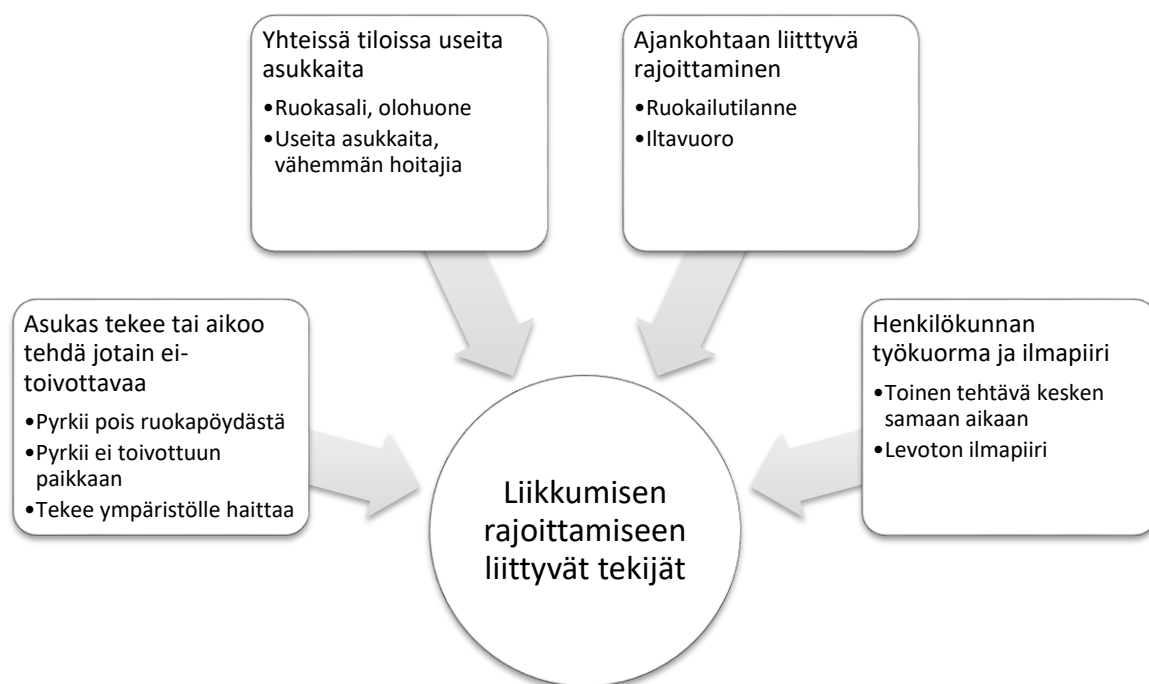 Yhteissä tiloissa useita
asukkaita
•Ruokasali, olohuone
•Useita asukkaita,
vähemmän hoitajia
Ajankohtaan liitttyvä
rajoittaminen
•Ruokailutilanne
•Iltavuoro
Asukas tekee tai aikoo
tehdä jotain ei-
toivottavaa
•Pyrkii pois ruokapöydästä
•Pyrkii ei toivottuun
paikkaan
•Tekee ympäristölle haittaa
Henkilökunnan
työkuorma ja ilmapiiri
•Toinen tehtävä kesken
samaan aikaan
•Levoton ilmapiiri
Liikkumisen
rajoittamiseen
liittyvät tekijät